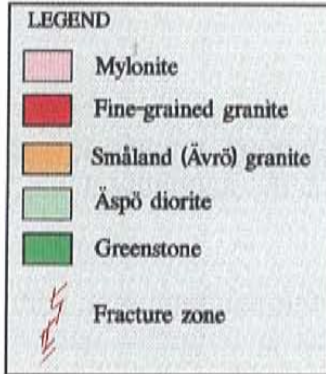 LEGEND
Mylonite
Fine-grained granite
Småland (Ävrö) granite
Äspö diorite
Greenstone
Fracture zone